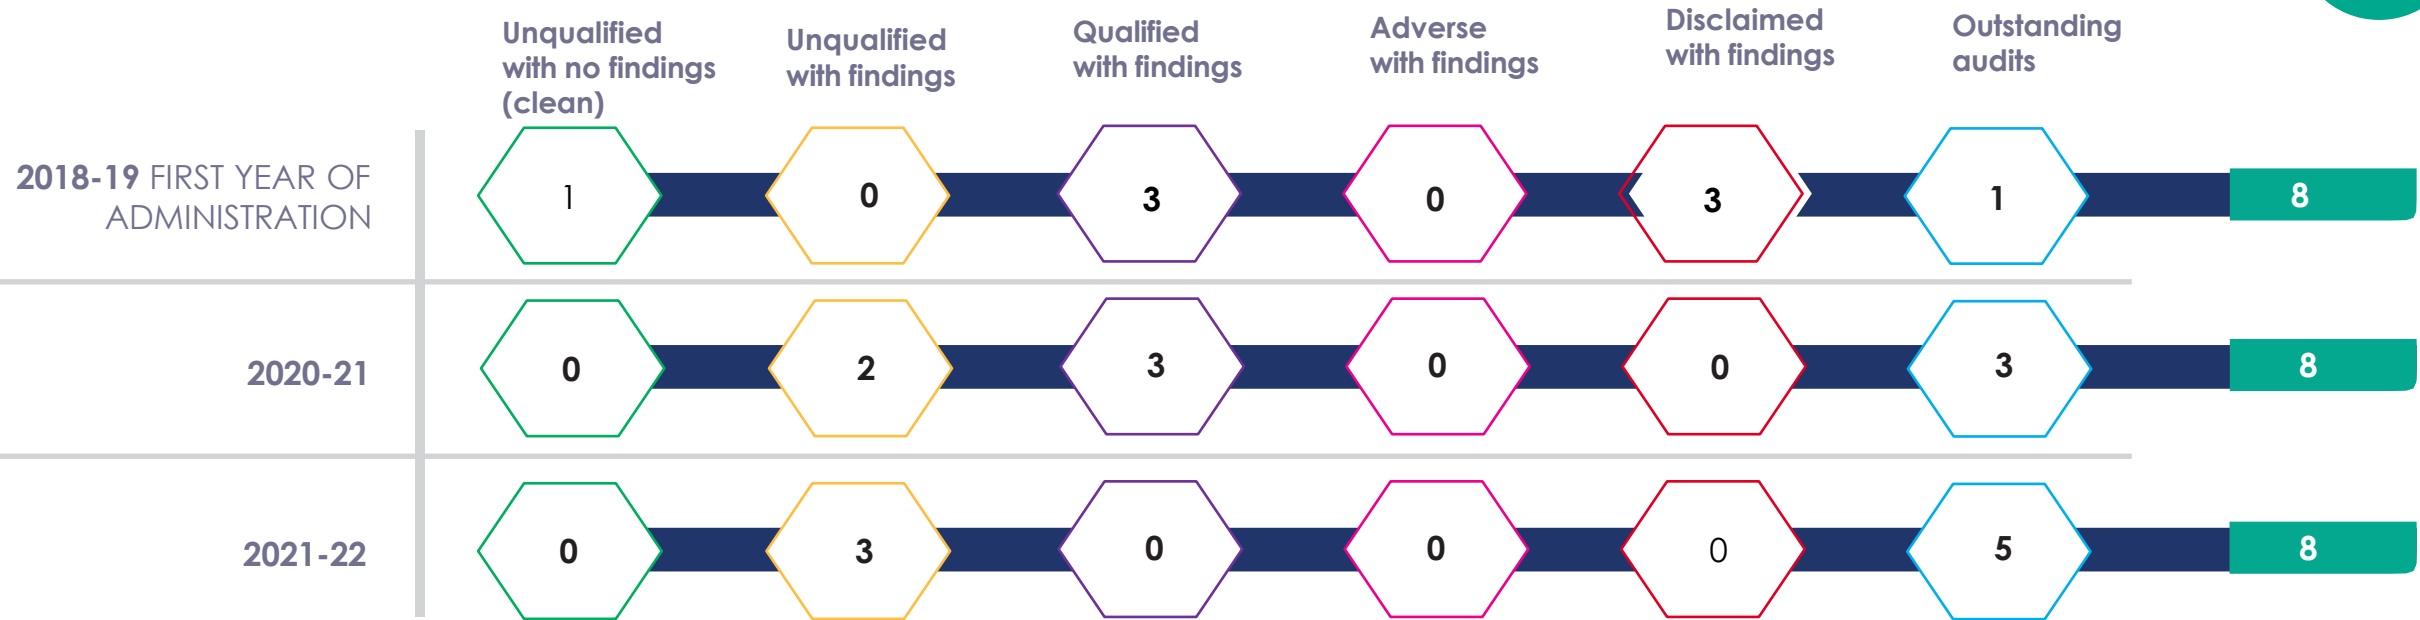 Unqualified
with no findings
(clean)
Unqualified
with findings
Qualified
with findings
Adverse
with findings
Disclaimed
with findings
Outstanding
audits
2018-19 FIRST YEAR OF
ADMINISTRATION
1
0
3
0
3
1
8
2020-21
0
2
3
0
0
3
8
2021-22
0
3
0
0
0
5
8